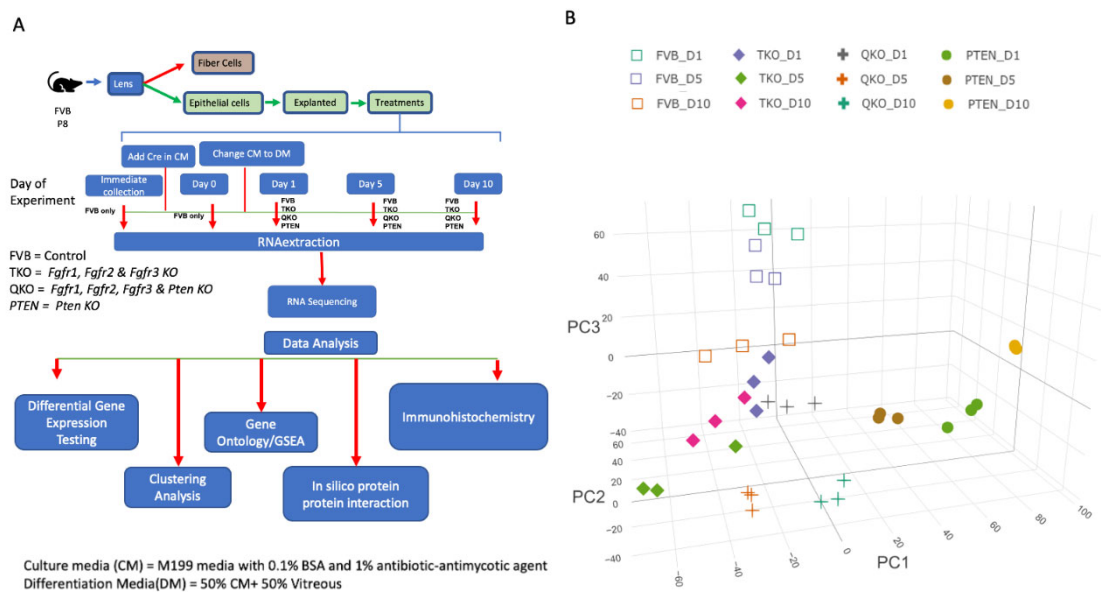 A
FVB
P8
Lens
Fiber Cells
Epithelial cells
Explanted
Treatments
Add Cre in CM
Change CM to DM
Day of
Experiment
Immediate
collection
Day 0
Day 1
Day 5
Day 10
FVB only
FVB only
FVB
TKO
QKO
PTEN
FVB
TKO
QKO
PTEN
FVB
TKO
QKO
PTEN
RNAextraction
FVB = Control
TKO = Fgfr1, Fgfr2 & Fgfr3 KO
QKO = Fgfr1, Fgfr2, Fgfr3 & Pten KO
PTEN = Pten KO
RNA Sequencing
Data Analysis
Differential Gene
Expression
Testing
Clustering
Analysis
Gene
Ontology/GSEA
In silico protein
protein interaction
Immunohistochemistry
Culture media (CM) = M199 media with 0.1% BSA and 1% antibiotic-antimycotic agent
Differentiation Media(DM) = 50% CM+ 50% Vitreous
B
FVB_D1 TKO_D1 QKO_D1 PTEN_D1
FVB_D5 TKO_D5 QKO_D5 PTEN_D5
FVB_D10 TKO_D10 QKO_D10 PTEN_D10
60
40
20
PC3
0
−20
−40
60
40
20
PC2
0
−20
−40
−60
−40
−20
0
20
40
60
80
100
PC1